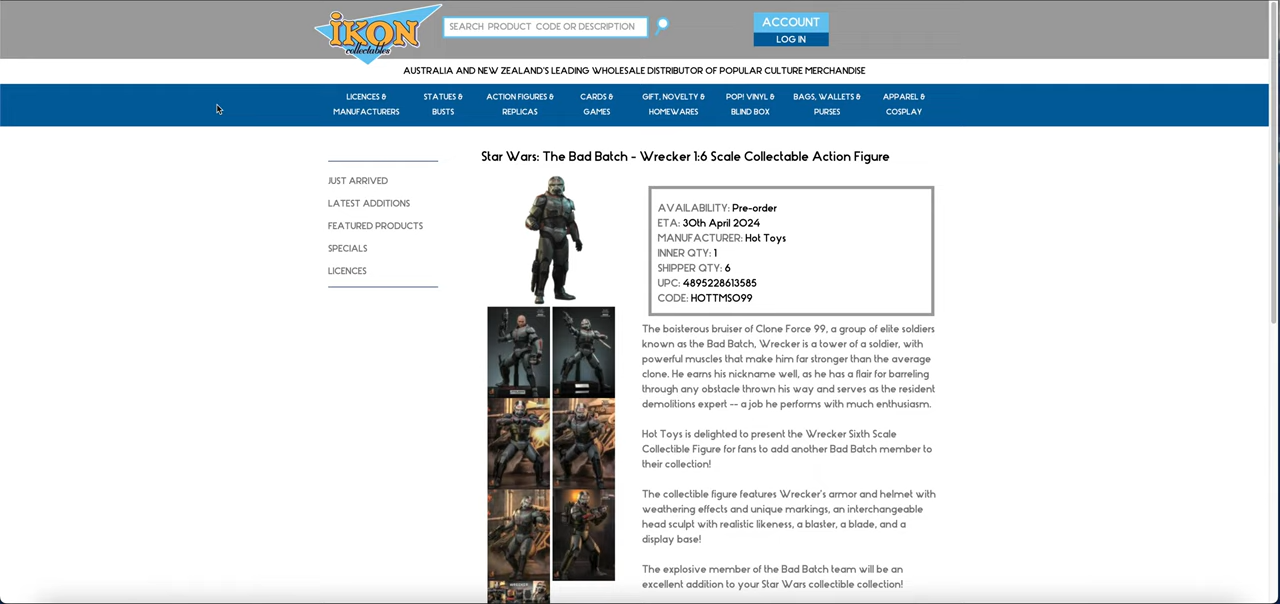 iKON
collectables
SEARCH PRODUCT CODE OR DESCRIPTION
ACCOUNT
LOG IN
AUSTRALIA AND NEW ZEALAND'S LEADING WHOLESALE DISTRIBUTOR OF POPULAR CULTURE MERCHANDISE
LICENCES &
MANUFACTURERS
STATUES &
BUSTS
ACTION FIGURES &
REPLICAS
CARDS &
GAMES
GIFT, NOVELTY &
HOMEWARES
POP! VINYL &
BLIND BOX
BAGS, WALLETS &
PURSES
APPAREL &
COSPLAY
JUST ARRIVED
LATEST ADDITIONS
FEATURED PRODUCTS
SPECIALS
LICENCES
Star Wars: The Bad Batch - Wrecker 1:6 Scale Collectable Action Figure
AVAILABILITY: Pre-order
ETA: 30th April 2024
MANUFACTURER: Hot Toys
INNER QTY: 1
SHIPPER QTY: 6
UPC: 4895228613585
CODE: HOTTMS099
The boisterous bruiser of Clone Force 99, a group of elite soldiers
known as the Bad Batch, Wrecker is a tower of a soldier, with
powerful muscles that make him far stronger than the average
clone. He earns his nickname well, as he has a flair for barreling
through any obstacle thrown his way and serves as the resident
demolitions expert -- a job he performs with much enthusiasm.
Hot Toys is delighted to present the Wrecker Sixth Scale
Collectible Figure for fans to add another Bad Batch member to
their collection!
The collectible figure features Wrecker's armor and helmet with
weathering effects and unique markings, an interchangeable
head sculpt with realistic likeness, a blaster, a blade, and a
display base!
The explosive member of the Bad Batch team will be an
excellent addition to your Star Wars collectible collection!
WRECKER